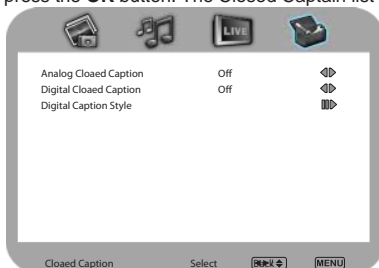 press the OK button. The Closed Captain list
LIVE
Analog Cloaed Caption Off
Digital Cloaed Caption Off
Digital Caption Style
Cloaed Caption Select MENU